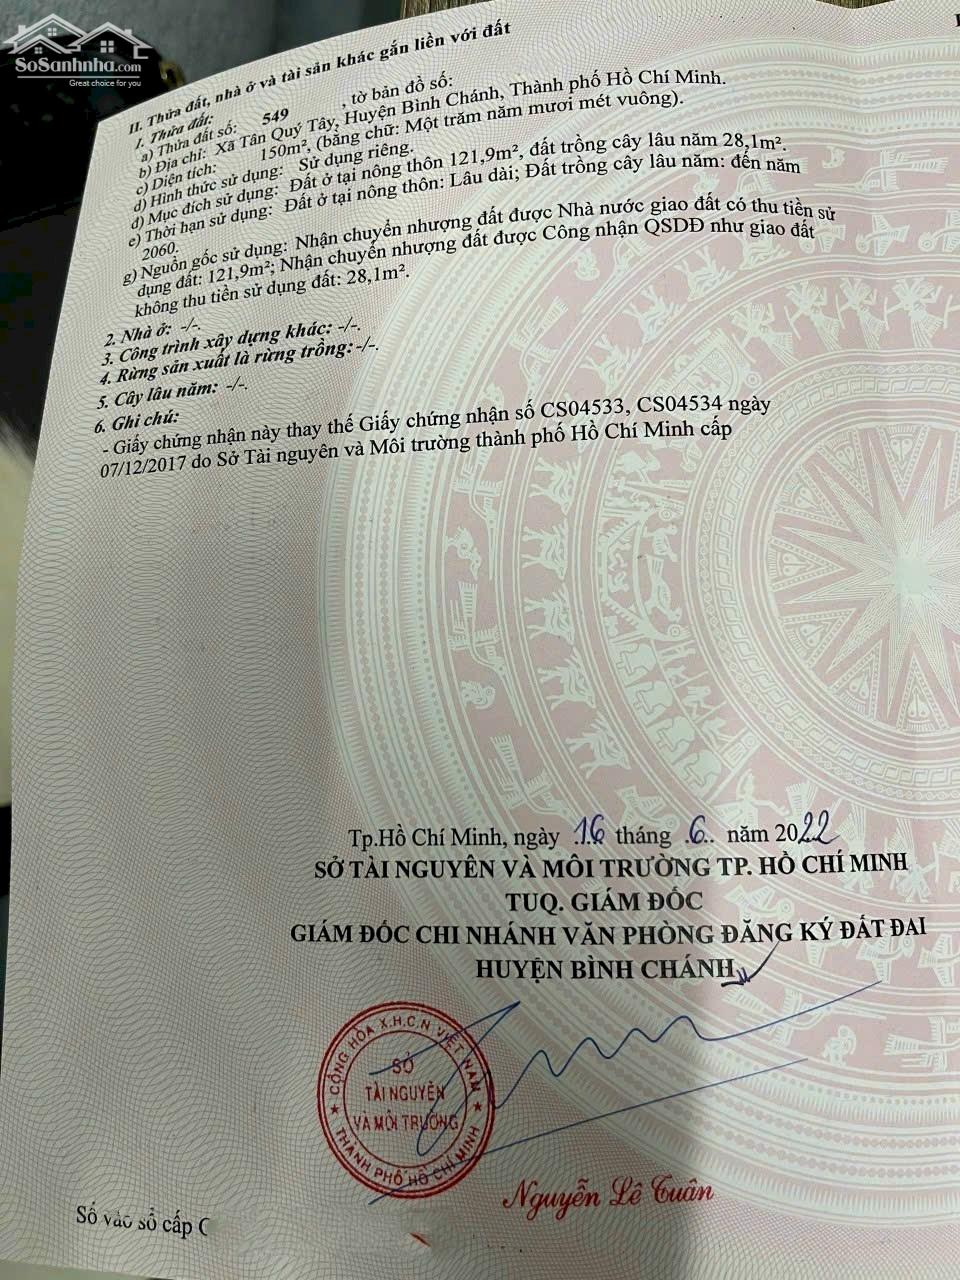 SoSanhnha.com
Great choice for you
II. Thửa đất, nhà ở và tài sản khác gắn liền với đất
1. Thửa đất:
a) Thửa đất số: 549 , tờ bản đồ số:
b) Địa chỉ: Xã Tân Quý Tây, Huyện Bình Chánh, Thành phố Hồ Chí Minh.
c) Diện tích: 150m², (bằng chữ: Một trăm năm mươi mét vuông).
d) Hình thức sử dụng: Sử dụng riêng.
đ) Mục đích sử dụng: Đất ở tại nông thôn 121,9m², đất trồng cây lâu năm 28,1m².
e) Thời hạn sử dụng: Đất ở tại nông thôn: Lâu dài; Đất trồng cây lâu năm: đến năm
2060.
g) Nguồn gốc sử dụng: Nhận chuyển nhượng đất được Nhà nước giao đất có thu tiền sử
dụng đất: 121,9m²; Nhận chuyển nhượng đất được Công nhận QSDĐ như giao đất
không thu tiền sử dụng đất: 28,1m².
2. Nhà ở: -/-.
3. Công trình xây dựng khác: -/-.
4. Rừng sản xuất là rừng trồng: -/-.
5. Cây lâu năm: -/-.
6. Ghi chú:
- Giấy chứng nhận này thay thế Giấy chứng nhận số CS04533, CS04534 ngày
07/12/2017 do Sở Tài nguyên và Môi trường thành phố Hồ Chí Minh cấp
Tp.Hồ Chí Minh, ngày 16 tháng 6 năm 2022
SỞ TÀI NGUYÊN VÀ MÔI TRƯỜNG TP. HỒ CHÍ MINH
TUQ. GIÁM ĐỐC
GIÁM ĐỐC CHI NHÁNH VĂN PHÒNG ĐĂNG KÝ ĐẤT ĐAI
HUYỆN BÌNH CHÁNH
CỘNG HÒA X.H.C.N VIỆT NAM
SỞ
TÀI NGUYÊN
VÀ MÔI TRƯỜNG
THÀNH PHỐ HỒ CHÍ MINH
Nguyễn Lê Tuân
Số vào sổ cấp